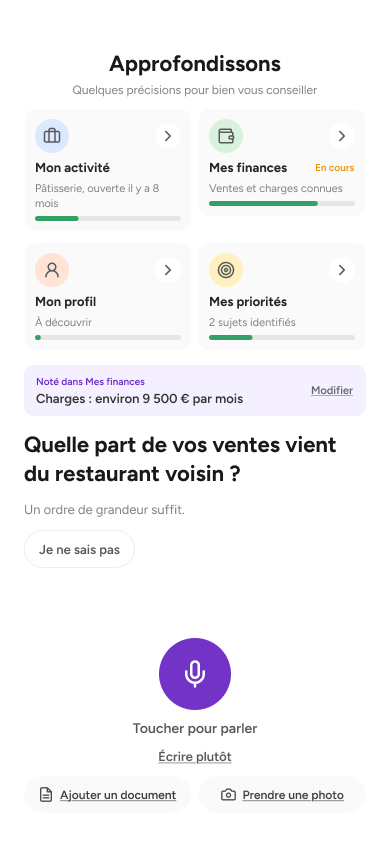 Approfondissons
Quelques précisions pour bien vous conseiller
Mon activité
Pâtisserie, ouverte il y a 8
mois
Mes finances
En cours
Ventes et charges connues
Mon profil
À découvrir
Mes priorités
2 sujets identifiés
Noté dans Mes finances
Charges : environ 9 500 € par mois
Modifier
Quelle part de vos ventes vient
du restaurant voisin ?
Un ordre de grandeur suffit.
Je ne sais pas
Toucher pour parler
Écrire plutôt
Ajouter un document
Prendre une photo